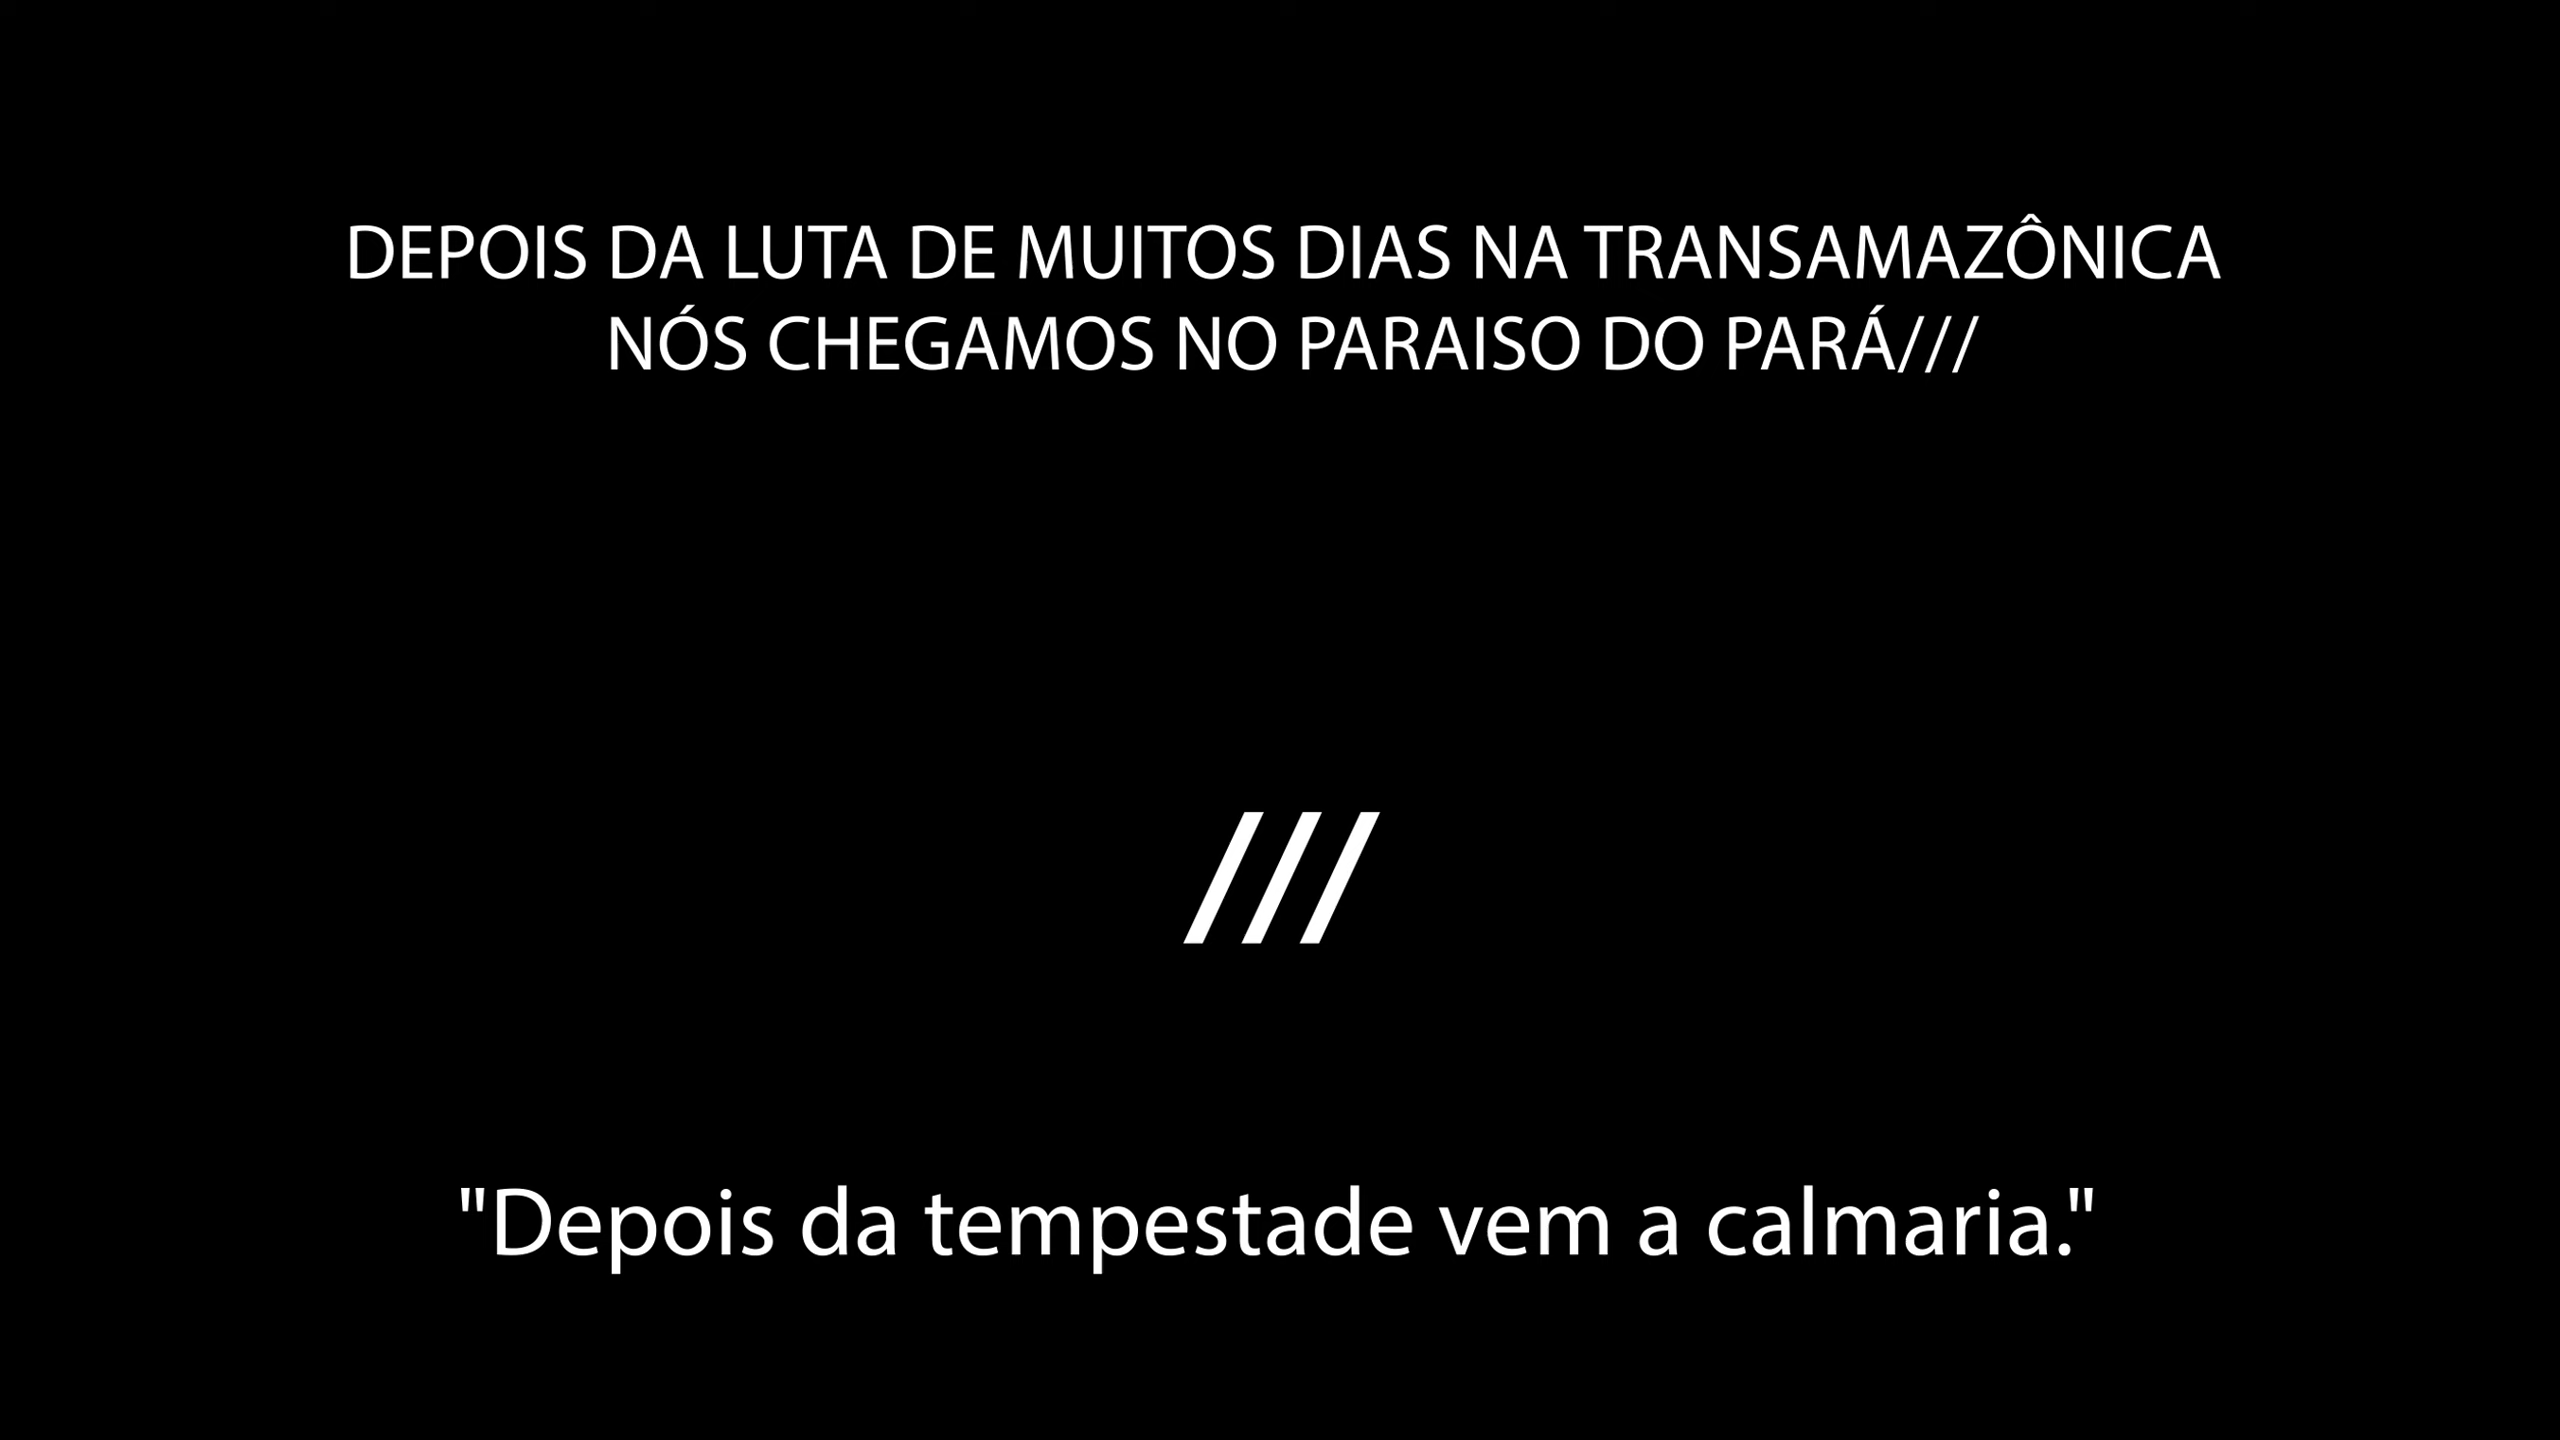 DEPOIS DA LUTA DE MUITOS DIAS NA TRANSAMAZÔNICA
NÓS CHEGAMOS NO PARAISO DO PARÁ///
///
"Depois da tempestade vem a calmaria."